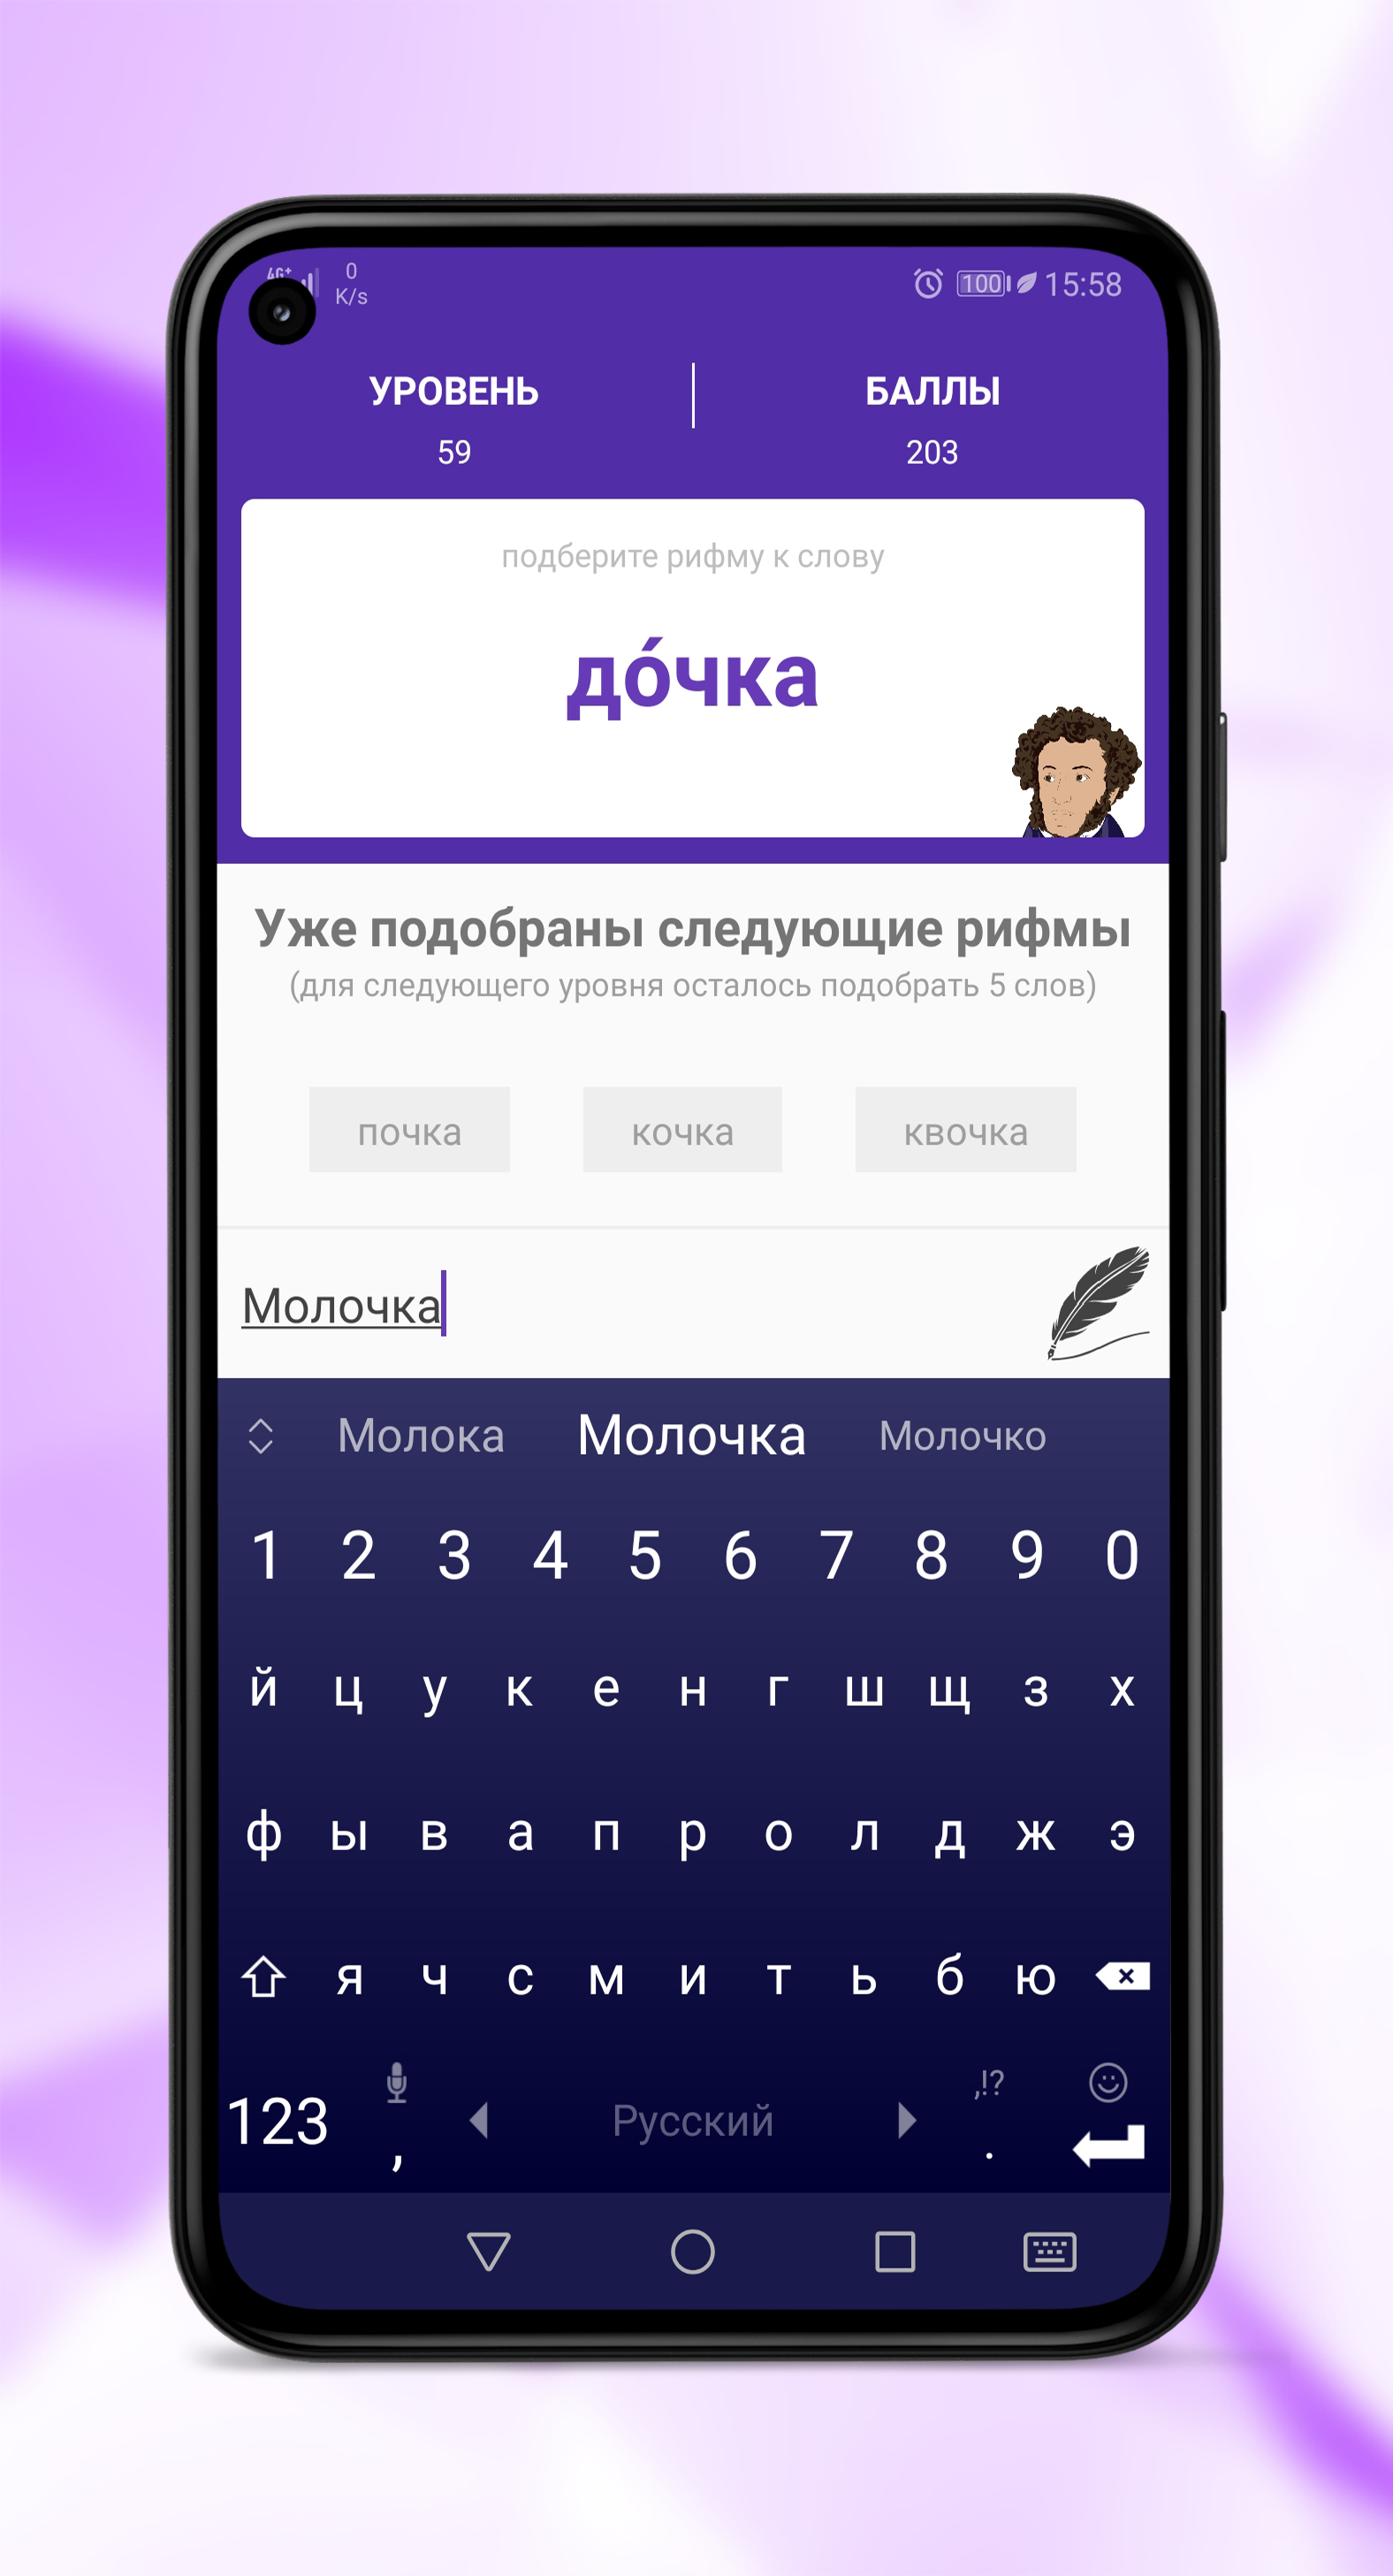 4G+
0
K/s
100
15:58
УРОВЕНЬ
БАЛЛЫ
59
203
подберите рифму к слову
до́чка
Уже подобраны следующие рифмы
(для следующего уровня осталось подобрать 5 слов)
почка кочка квочка
Молочка
Молока Молочка Молочко
1 2 3 4 5 6 7 8 9 0
й ц у к е н г ш щ з х
ф ы в а п р о л д ж э
я ч с м и т ь б ю
,!?
123 , Русский .